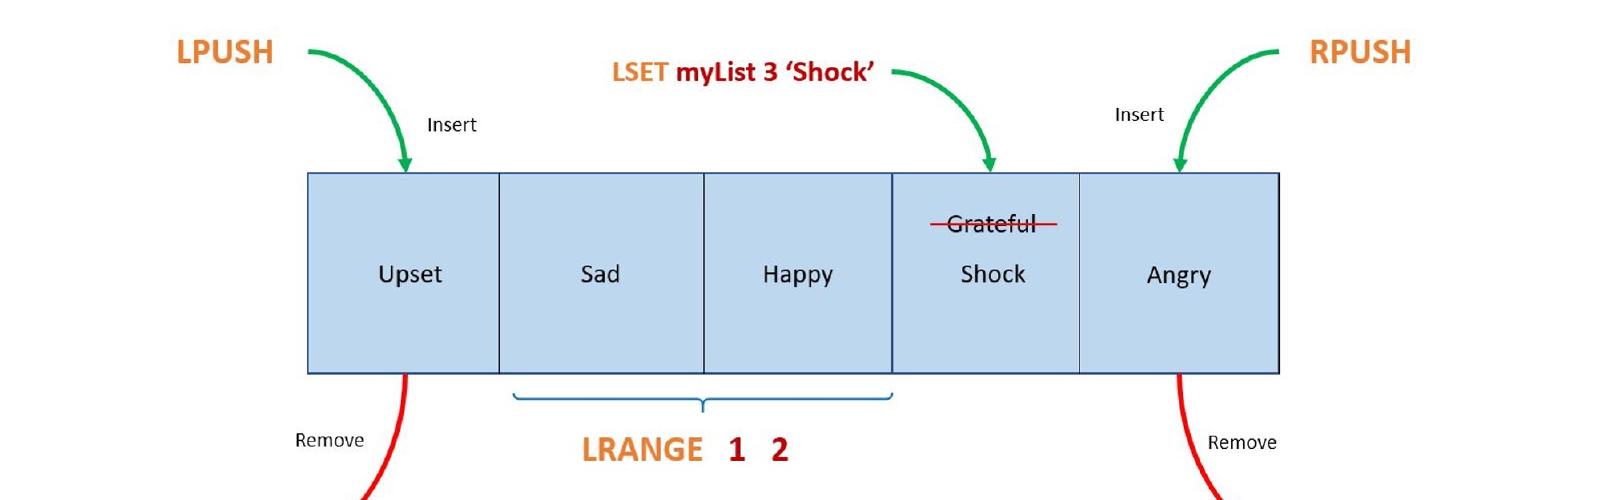 LPUSH
LSET myList 3 ‘Shock’
RPUSH
Insert
Insert
Grateful
Upset
Sad
Happy
Shock
Angry
Remove
LRANGE 1 2
Remove